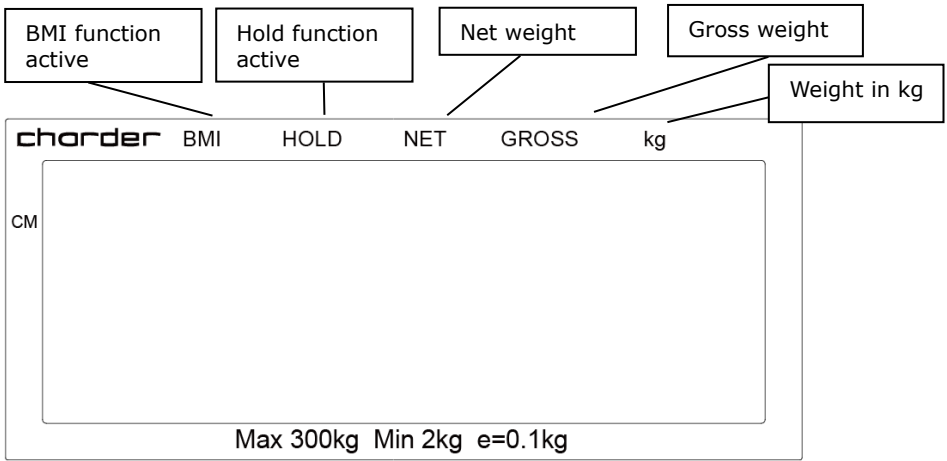 BMI function
active
Hold function
active
Net weight
Gross weight
Weight in kg
charder BMI HOLD NET GROSS kg
CM
Max 300kg Min 2kg e=0.1kg